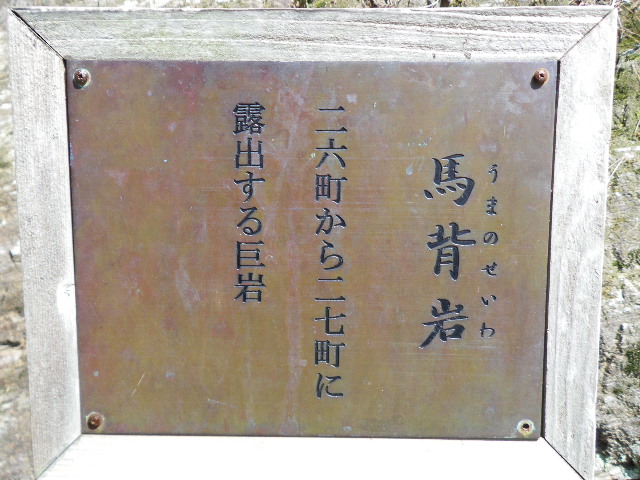 うまのせいわ
馬背岩
二六町から二七町に
露出する巨岩